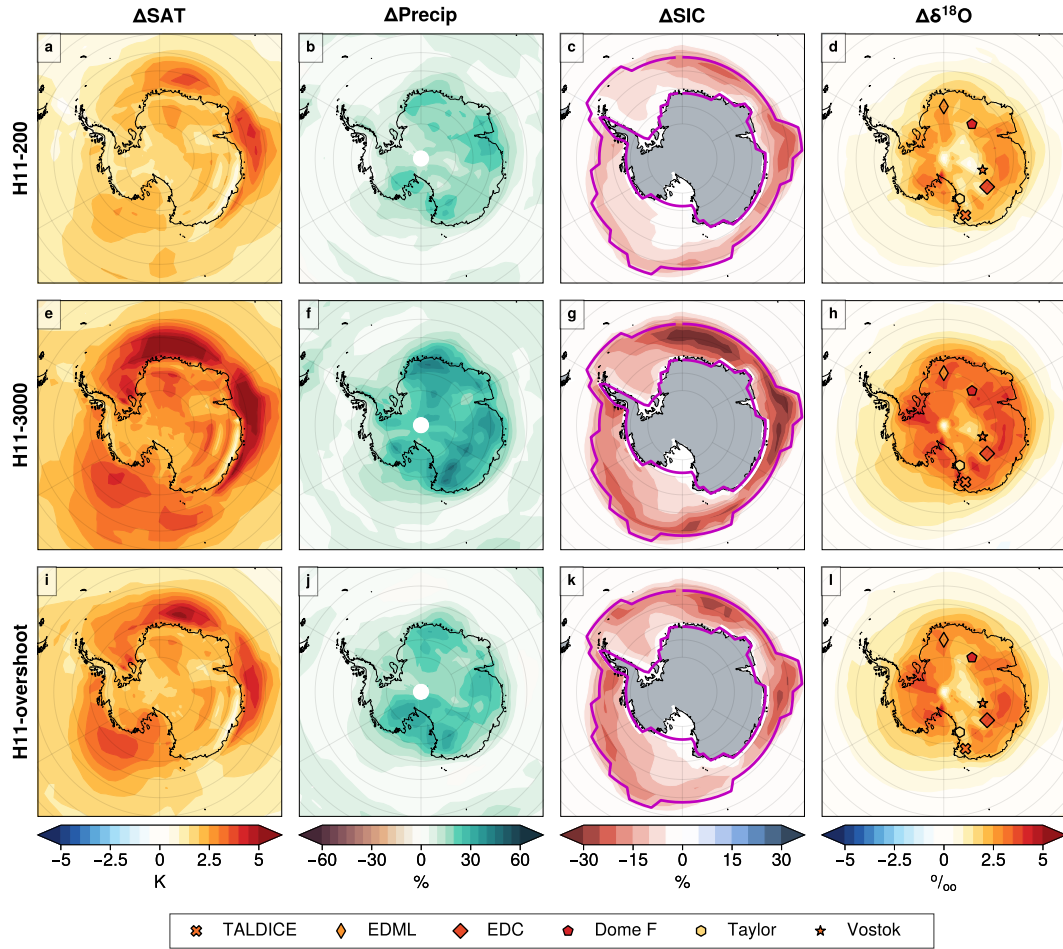 ΔSAT ΔPrecip ΔSIC Δδ¹⁸O
H11-200
a b c d
H11-3000
e f g h
H11-overshoot
i j k l
−5 −2.5 0 2.5 5
K
−60 −30 0 30 60
%
−30 −15 0 15 30
%
−5 −2.5 0 2.5 5
o/oo
TALDICE EDML EDC Dome F Taylor Vostok